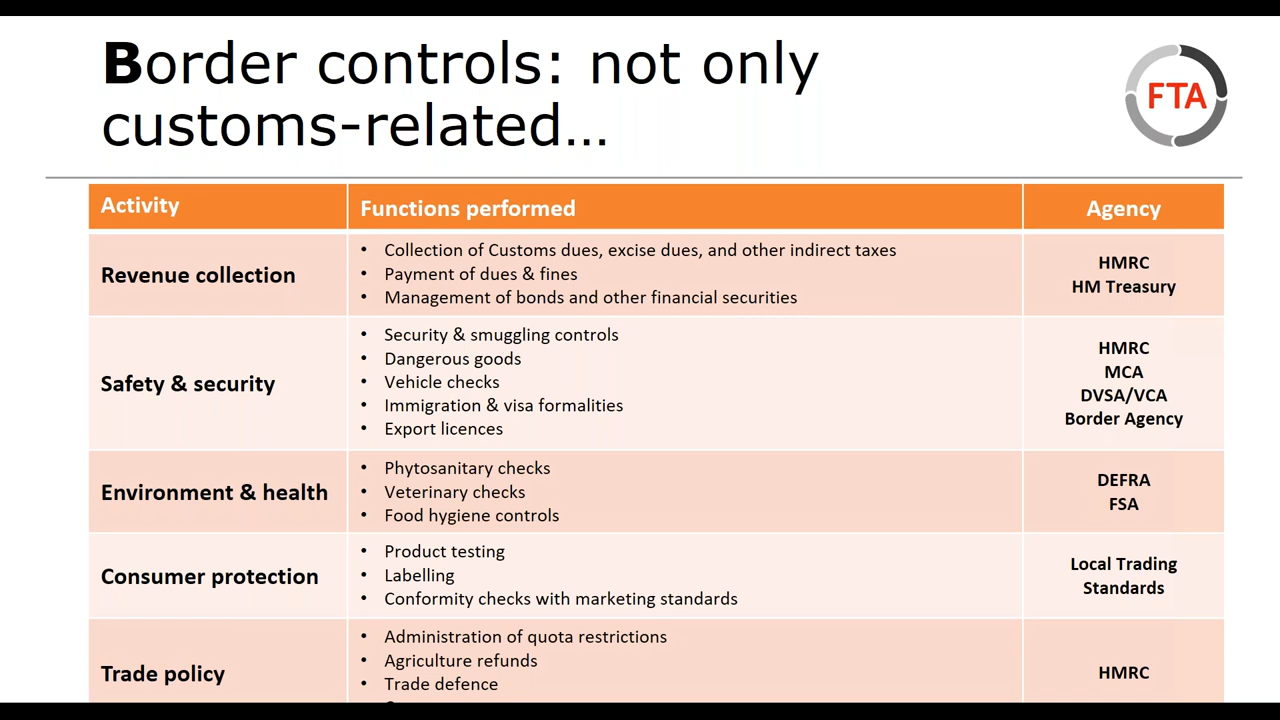 Border controls: not only
customs-related...
FTA
Activity
Functions performed
Agency
Revenue collection
• Collection of Customs dues, excise dues, and other indirect taxes
• Payment of dues & fines
• Management of bonds and other financial securities
HMRC
HM Treasury
Safety & security
• Security & smuggling controls
• Dangerous goods
• Vehicle checks
• Immigration & visa formalities
• Export licences
HMRC
MCA
DVSA/VCA
Border Agency
Environment & health
• Phytosanitary checks
• Veterinary checks
• Food hygiene controls
DEFRA
FSA
Consumer protection
• Product testing
• Labelling
• Conformity checks with marketing standards
Local Trading
Standards
Trade policy
• Administration of quota restrictions
• Agriculture refunds
• Trade defence
HMRC